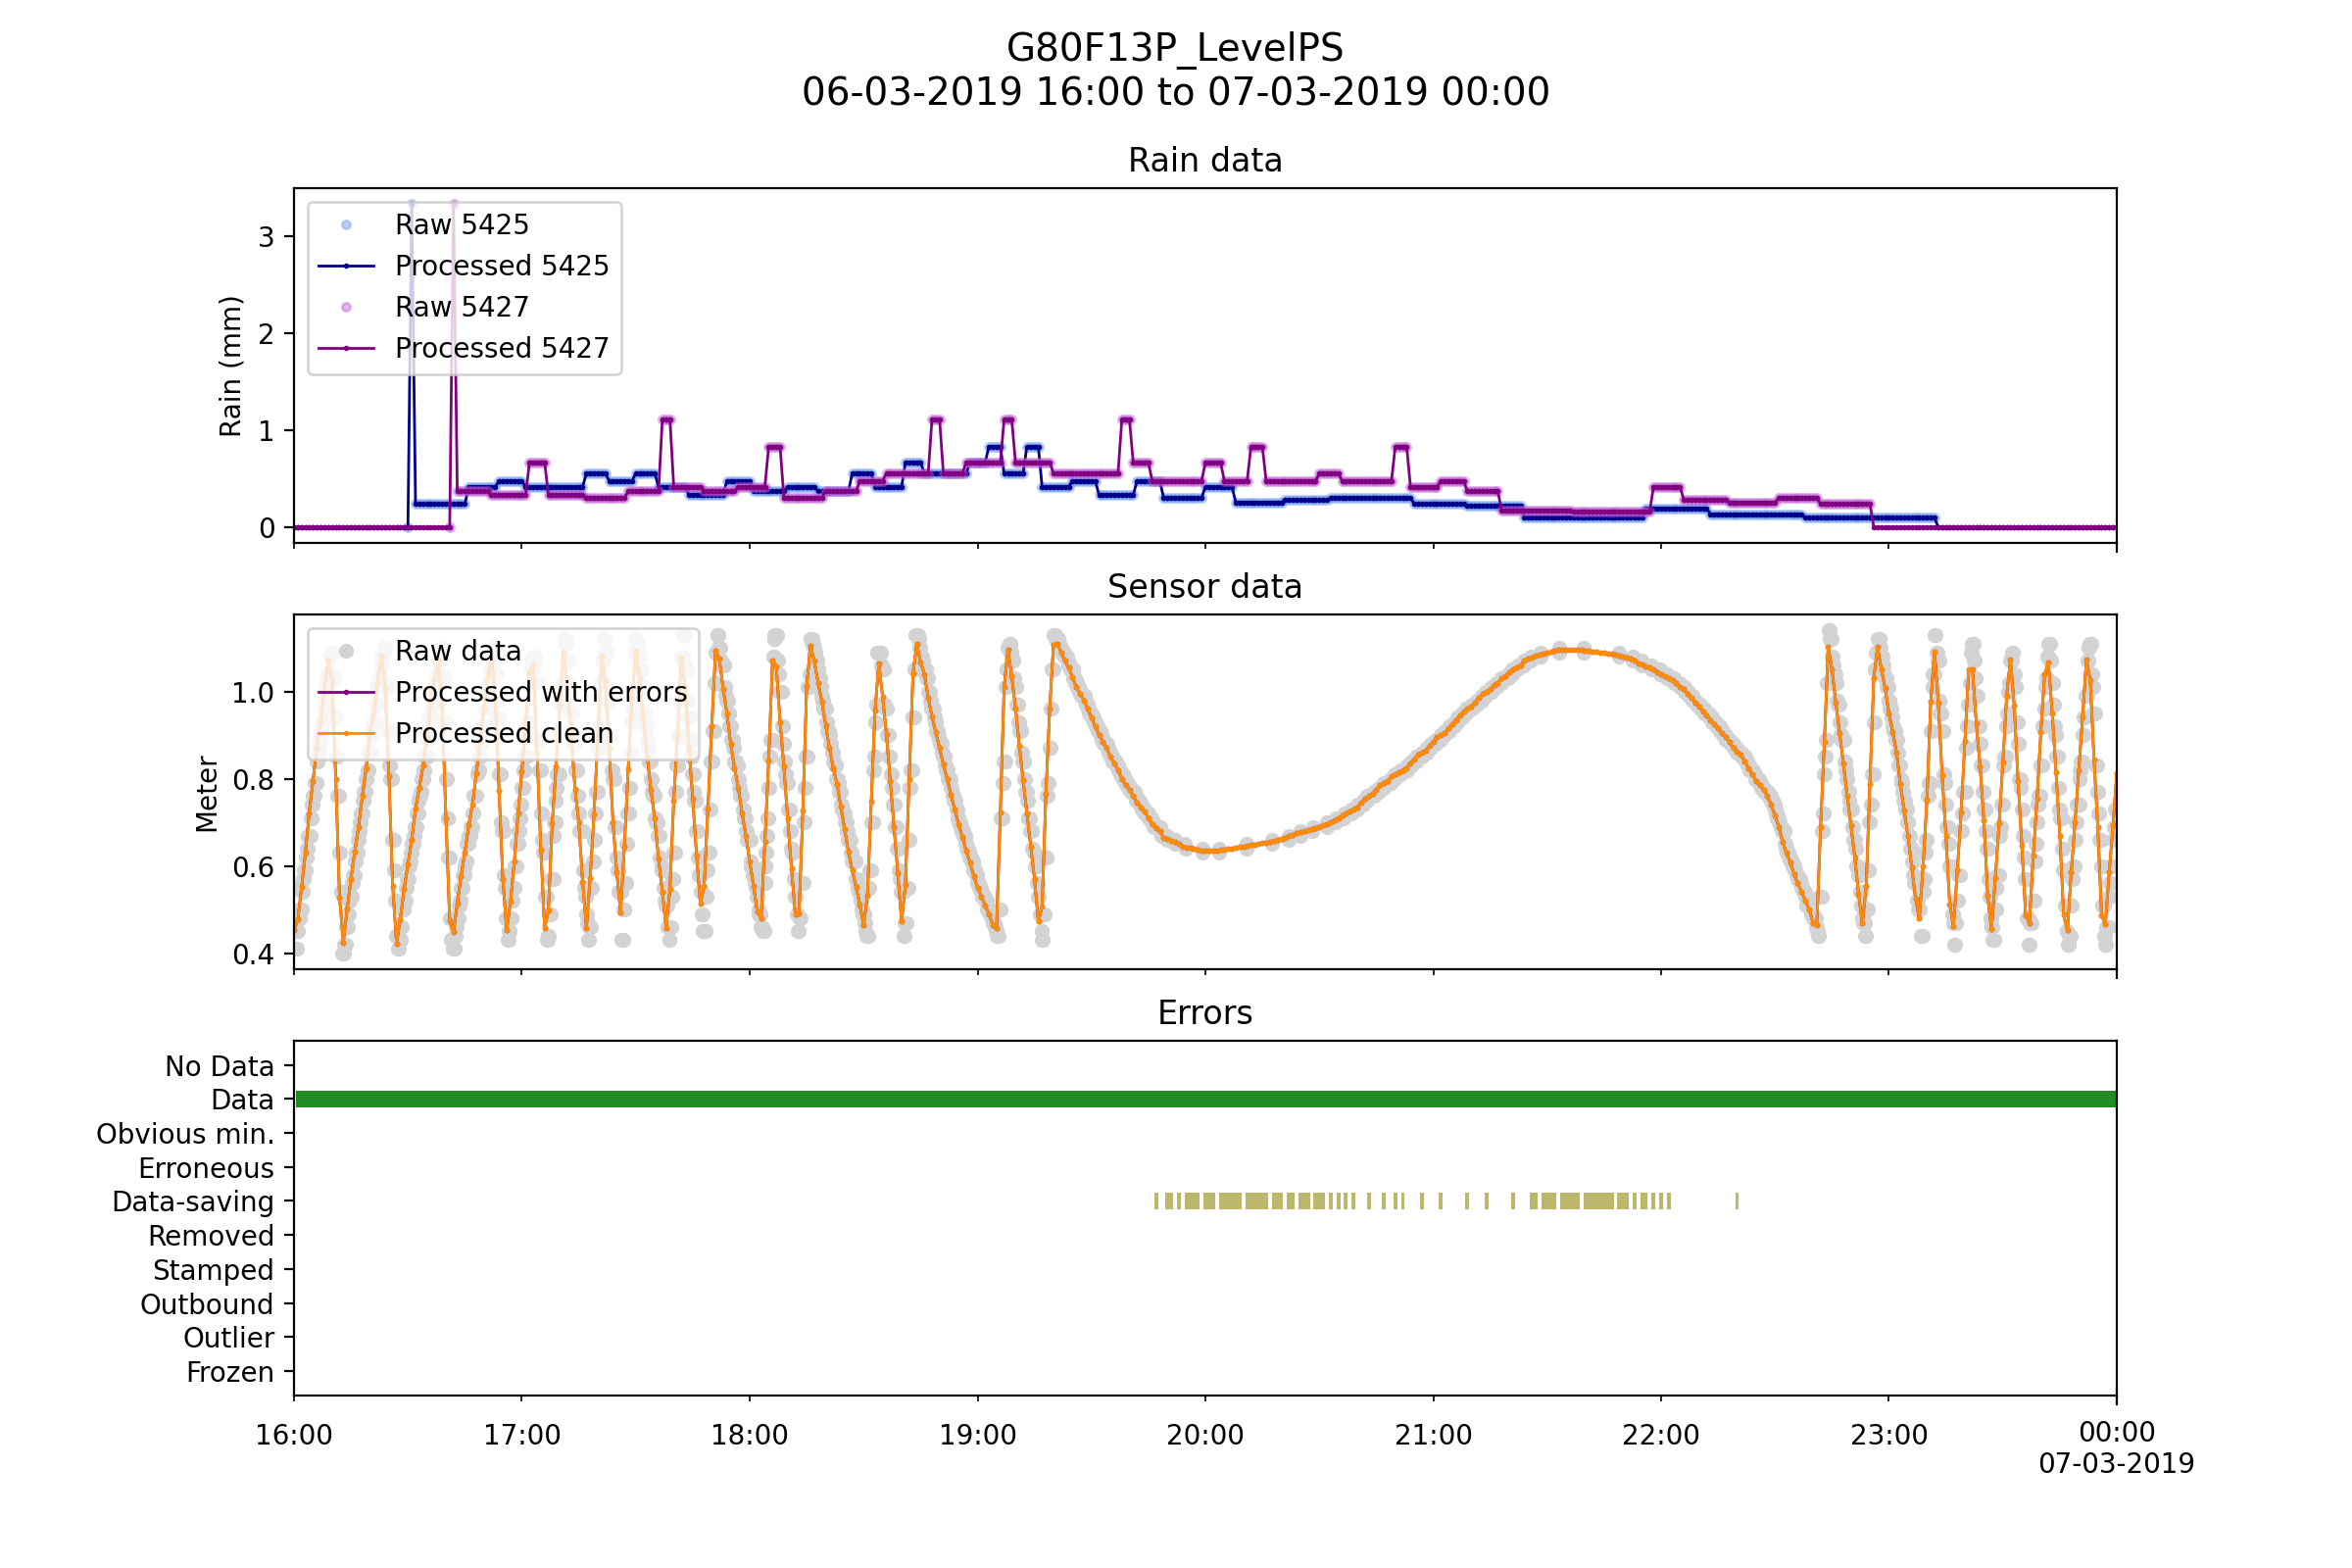 G80F13P_LevelPS
06-03-2019 16:00 to 07-03-2019 00:00
Rain data
Rain (mm)
3
2
1
0
Raw 5425
Processed 5425
Raw 5427
Processed 5427
Sensor data
Meter
1.0
0.8
0.6
0.4
Raw data
Processed with errors
Processed clean
Errors
No Data
Data
Obvious min.
Erroneous
Data-saving
Removed
Stamped
Outbound
Outlier
Frozen
16:00 17:00 18:00 19:00 20:00 21:00 22:00 23:00 00:00
07-03-2019